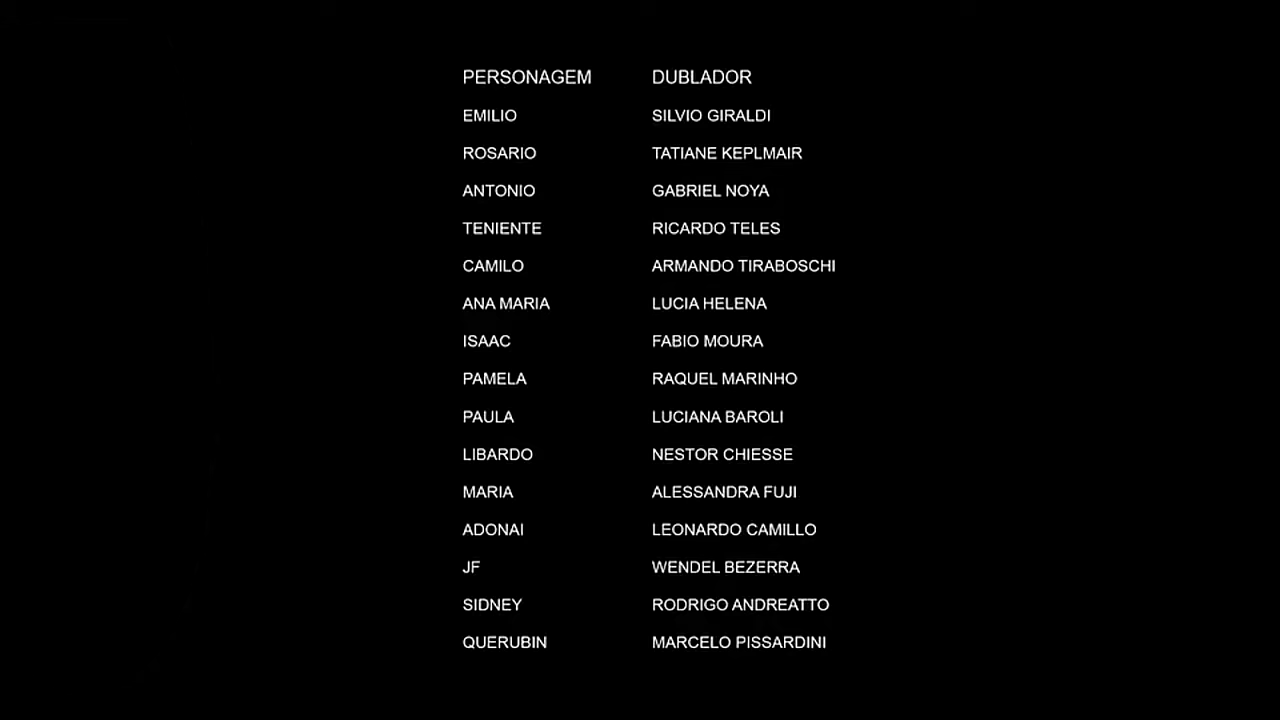 PERSONAGEM DUBLADOR
EMILIO SILVIO GIRALDI
ROSARIO TATIANE KEPLMAIR
ANTONIO GABRIEL NOYA
TENIENTE RICARDO TELES
CAMILO ARMANDO TIRABOSCHI
ANA MARIA LUCIA HELENA
ISAAC FABIO MOURA
PAMELA RAQUEL MARINHO
PAULA LUCIANA BAROLI
LIBARDO NESTOR CHIESSE
MARIA ALESSANDRA FUJI
ADONAI LEONARDO CAMILLO
JF WENDEL BEZERRA
SIDNEY RODRIGO ANDREATTO
QUERUBIN MARCELO PISSARDINI